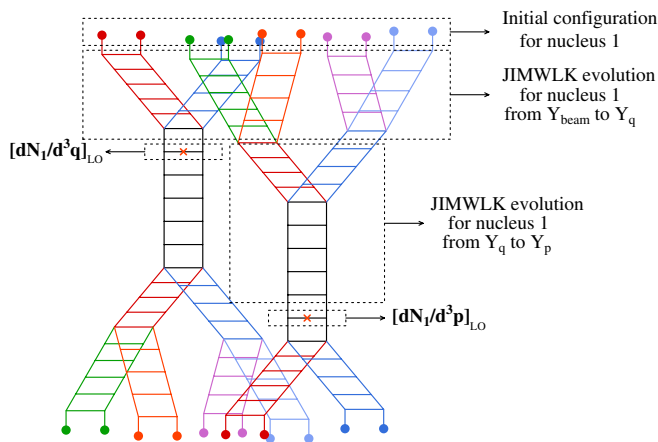 Initial configuration
for nucleus 1
JIMWLK evolution
for nucleus 1
from Y_beam to Y_q
[dN_1/d^3q]_LO
JIMWLK evolution
for nucleus 1
from Y_q to Y_p
[dN_1/d^3p]_LO